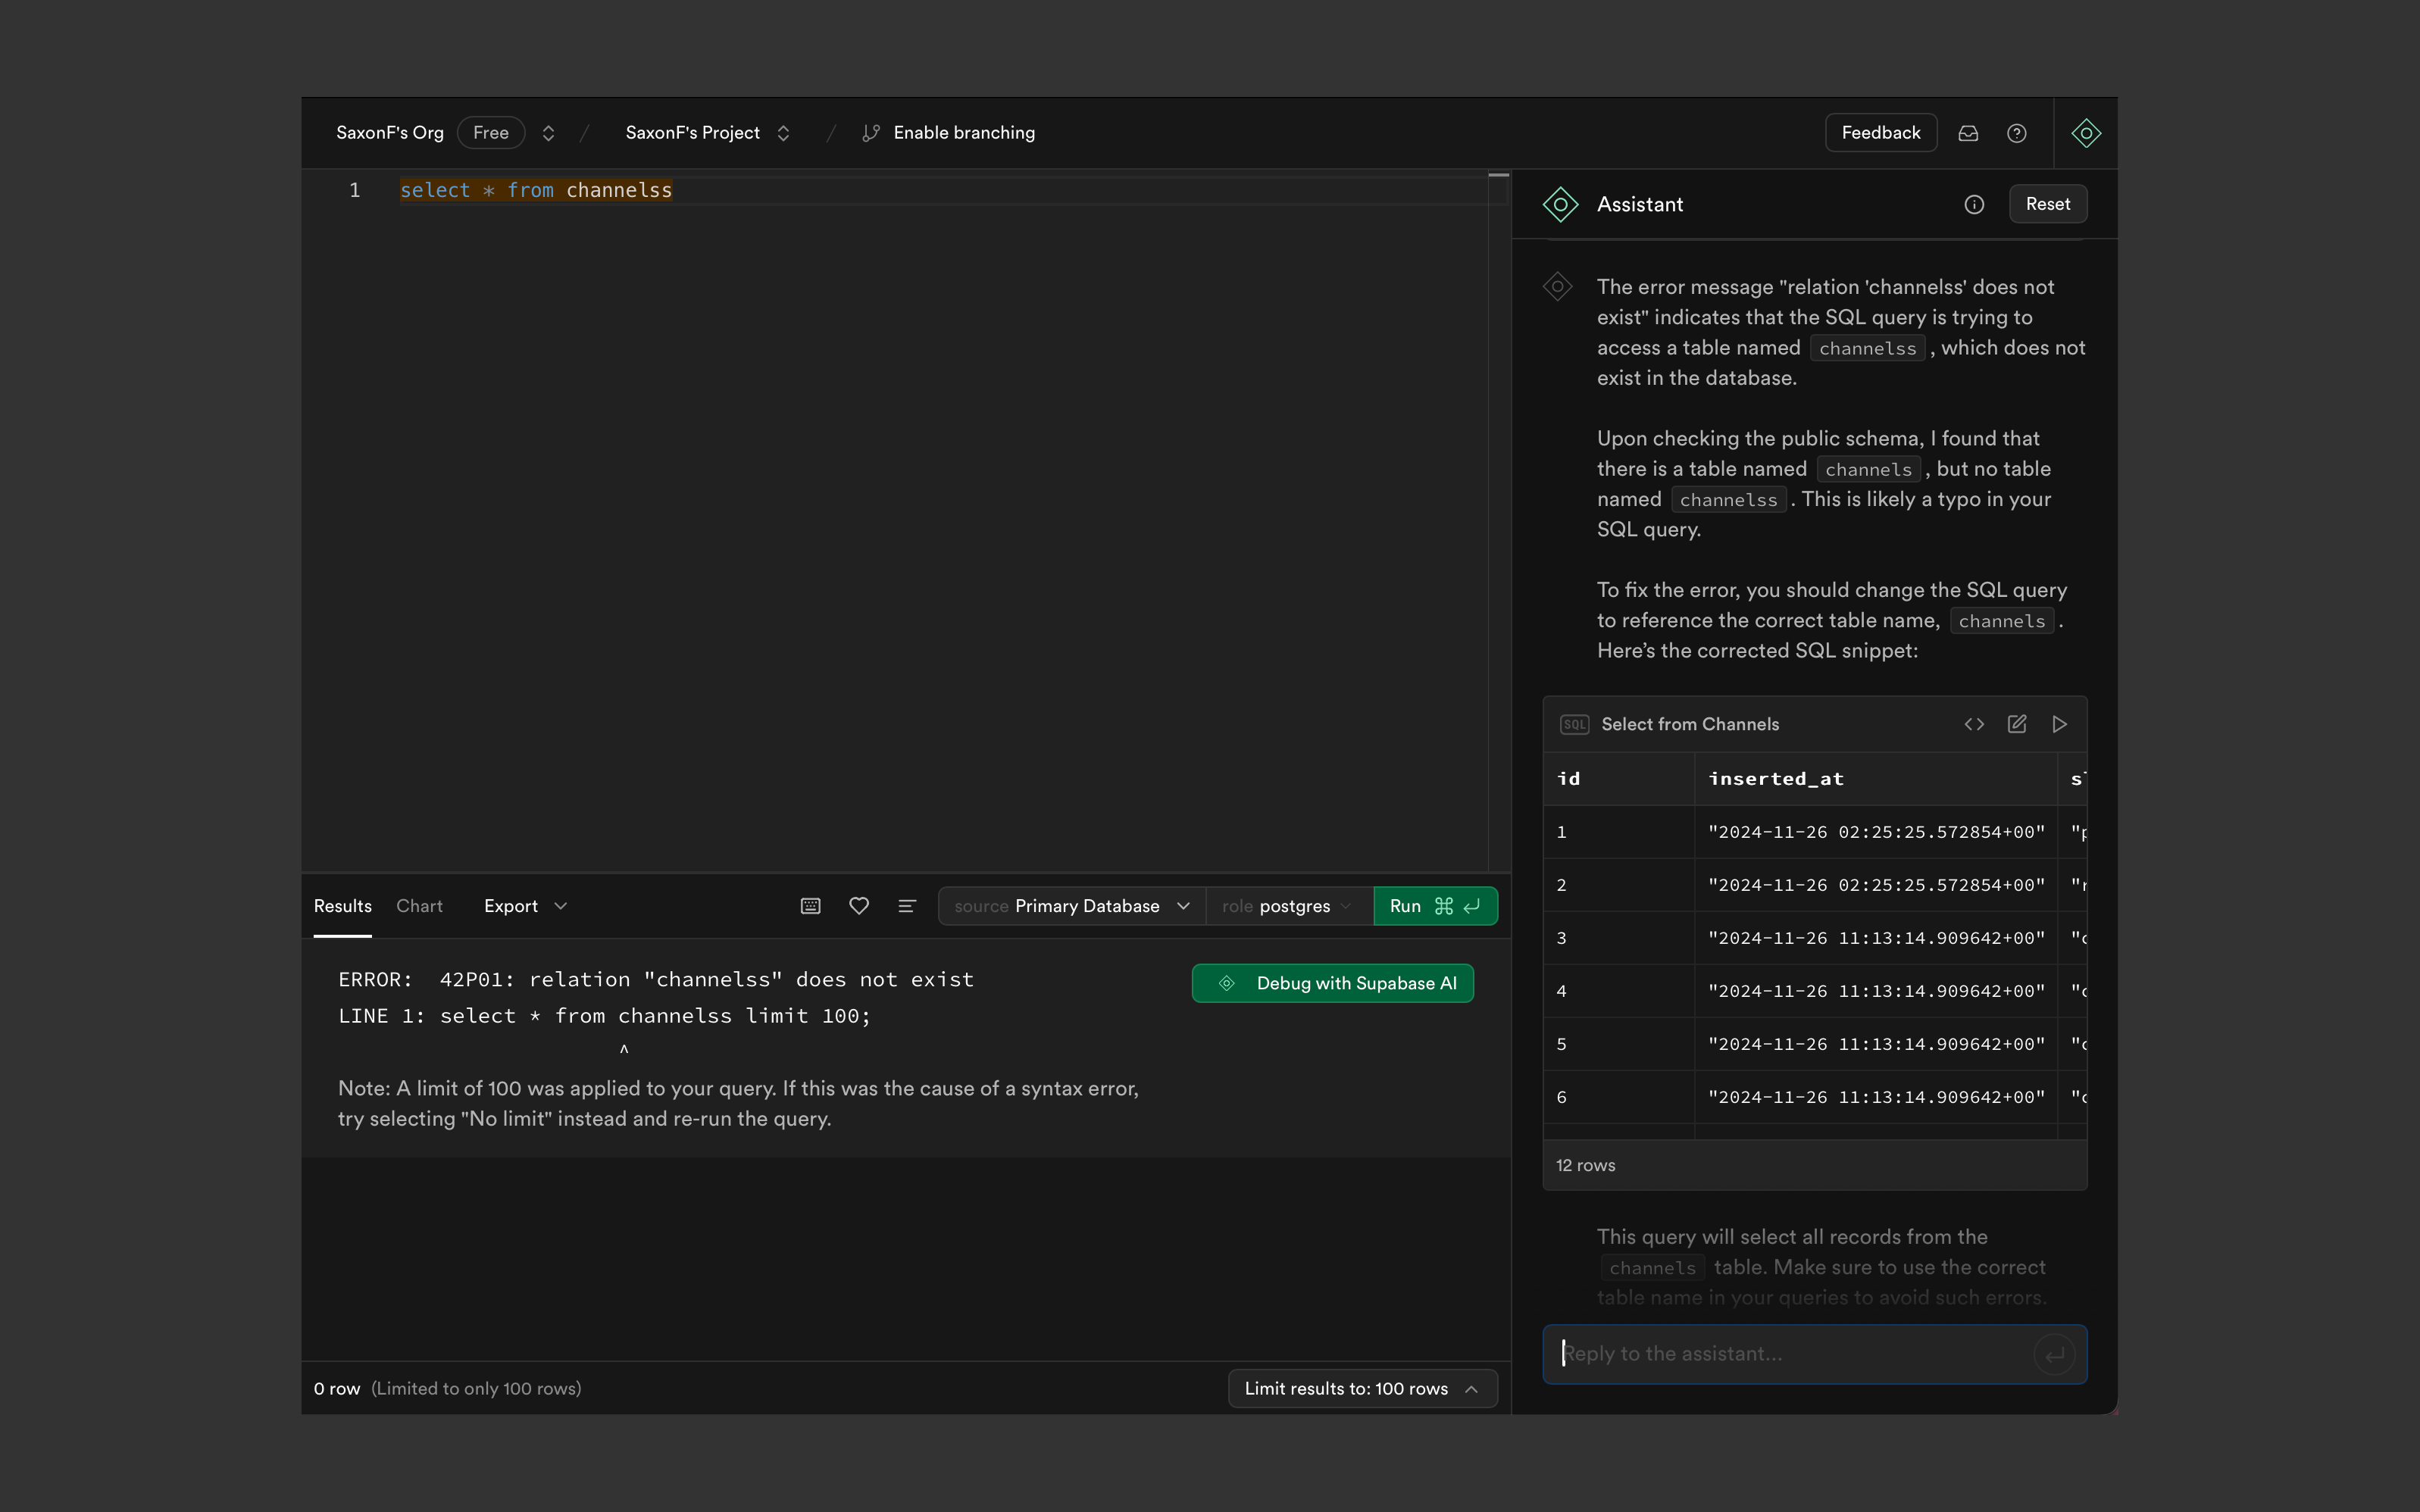 SaxonF's Org Free / SaxonF's Project / Enable branching
Feedback
1 select * from channelss
Results Chart Export source Primary Database role postgres Run ⌘
ERROR:  42P01: relation "channelss" does not exist
LINE 1: select * from channelss limit 100;
^
Debug with Supabase AI
Note: A limit of 100 was applied to your query. If this was the cause of a syntax error,
try selecting "No limit" instead and re-run the query.
0 row (Limited to only 100 rows)
Limit results to: 100 rows
Assistant
Reset
The error message "relation 'channelss' does not
exist" indicates that the SQL query is trying to
access a table named channelss, which does not
exist in the database.
Upon checking the public schema, I found that
there is a table named channels, but no table
named channelss. This is likely a typo in your
SQL query.
To fix the error, you should change the SQL query
to reference the correct table name, channels.
Here’s the corrected SQL snippet:
SQL Select from Channels
id inserted_at
1 "2024-11-26 02:25:25.572854+00"
2 "2024-11-26 02:25:25.572854+00"
3 "2024-11-26 11:13:14.909642+00"
4 "2024-11-26 11:13:14.909642+00"
5 "2024-11-26 11:13:14.909642+00"
6 "2024-11-26 11:13:14.909642+00"
12 rows
This query will select all records from the
channels table. Make sure to use the correct
table name in your queries to avoid such errors.
Reply to the assistant...